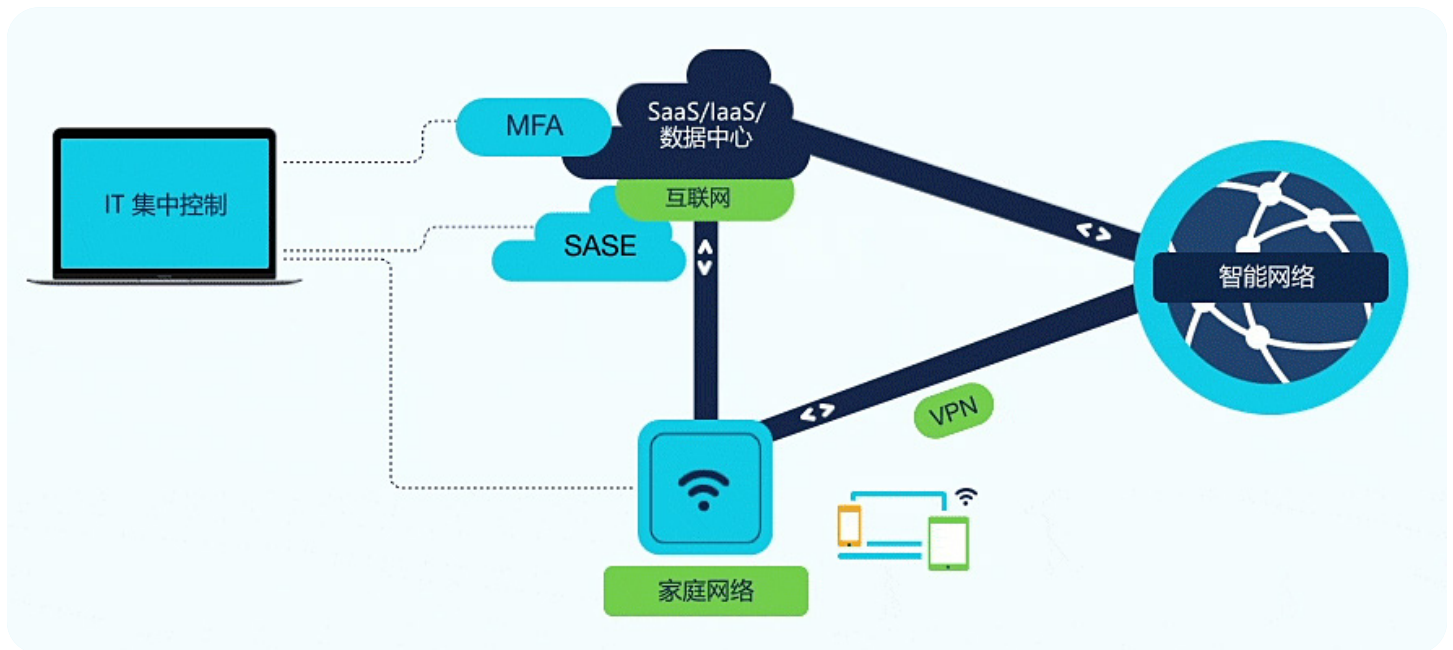 MFA
SaaS/IaaS/
数据中心
IT 集中控制
互联网
SASE
智能网络
VPN
家庭网络